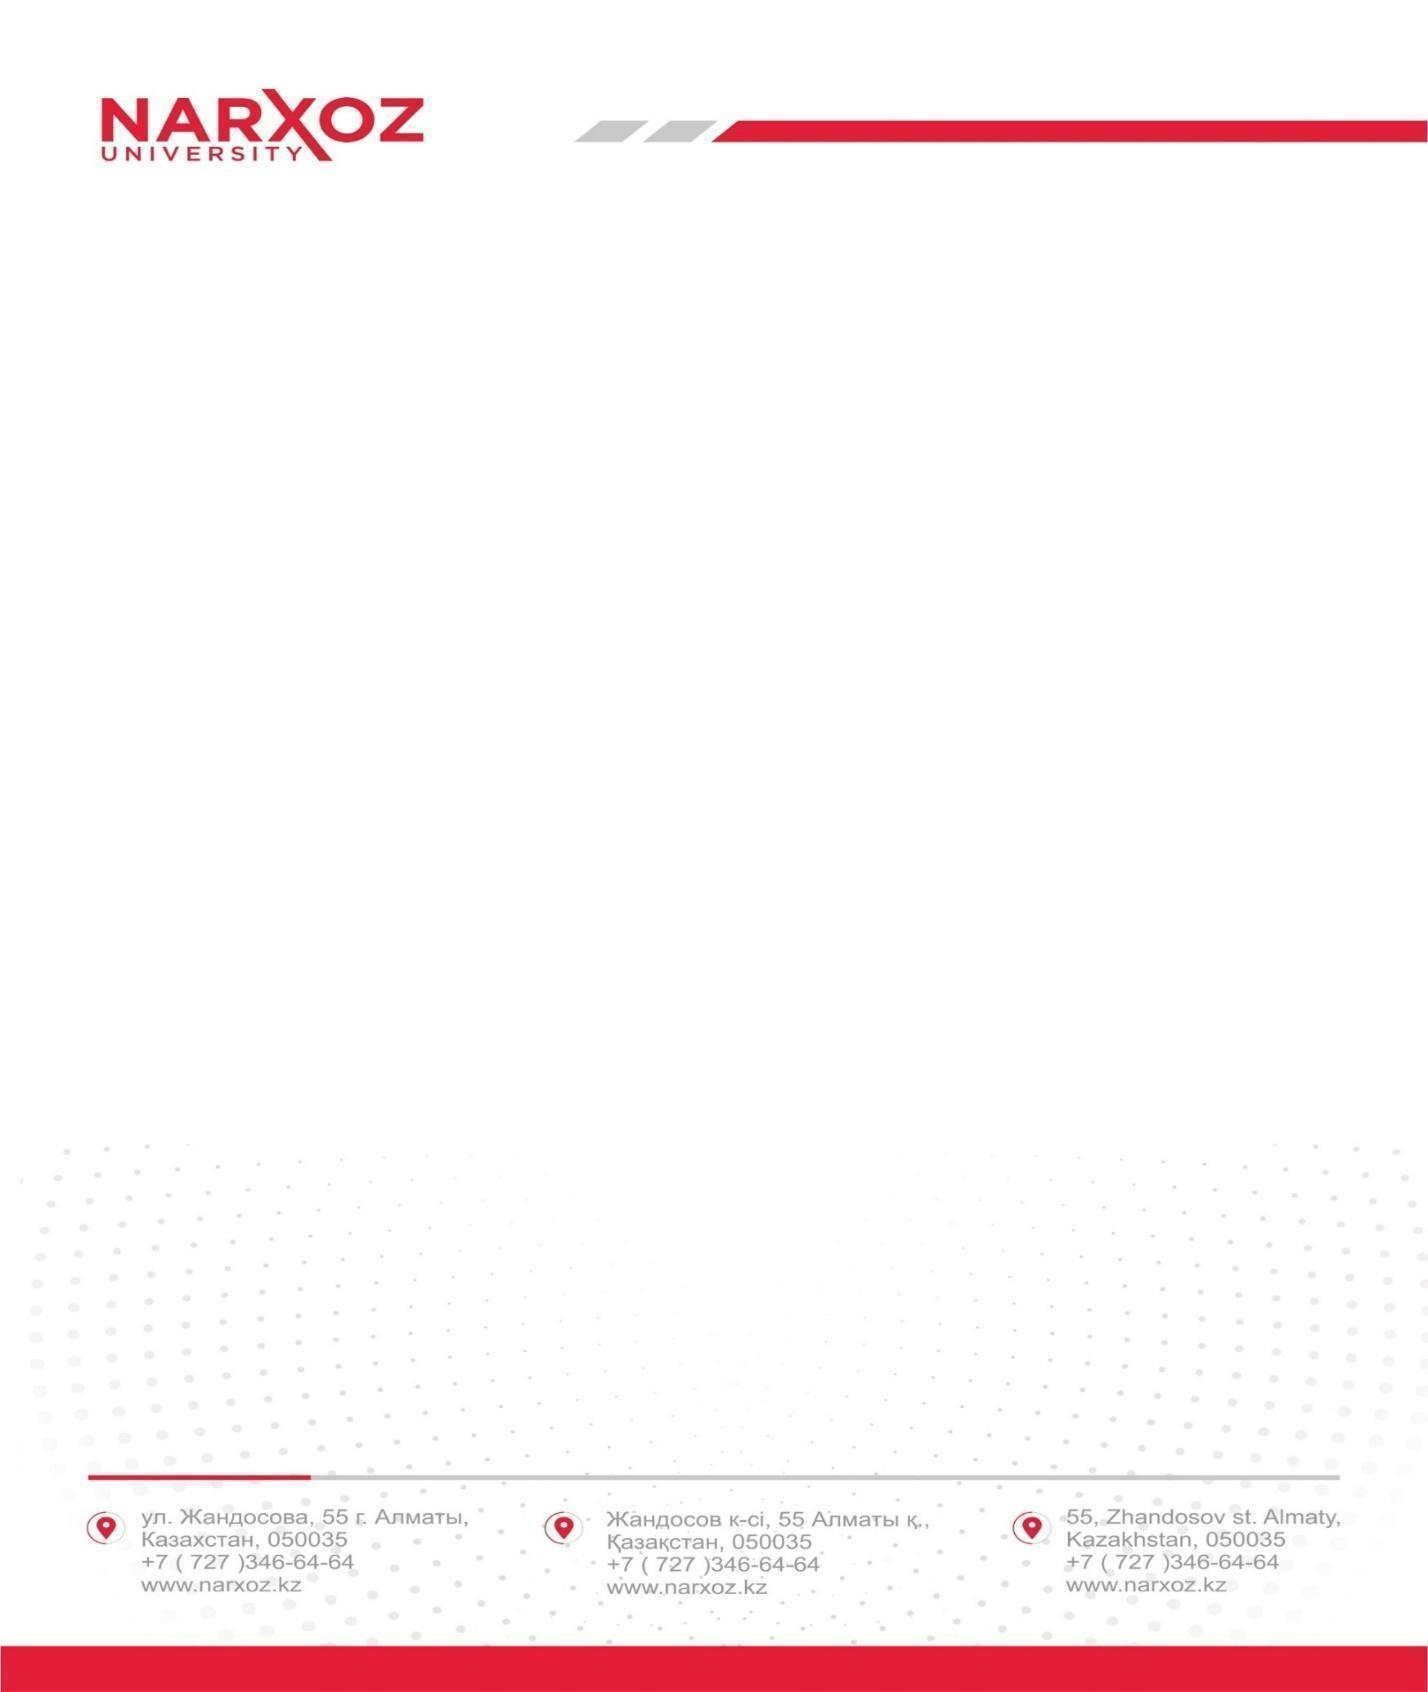 NARXOZ
UNIVERSITY
ул. Жандосова, 55 г. Алматы,
Казахстан, 050035
+7 ( 727 )346-64-64
www.narxoz.kz
Жандосов к-сі, 55 Алматы қ.,
Қазақстан, 050035
+7 ( 727 )346-64-64
www.narxoz.kz
55, Zhandosov st. Almaty,
Kazakhstan, 050035
+7 ( 727 )346-64-64
www.narxoz.kz